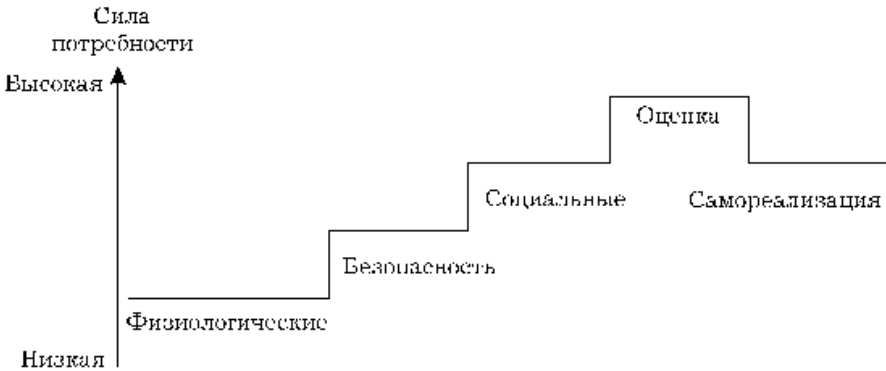 Сила
потребности
Высокая
Оценка
Социальные
Самореализация
Безопасность
Физиологические
Низкая